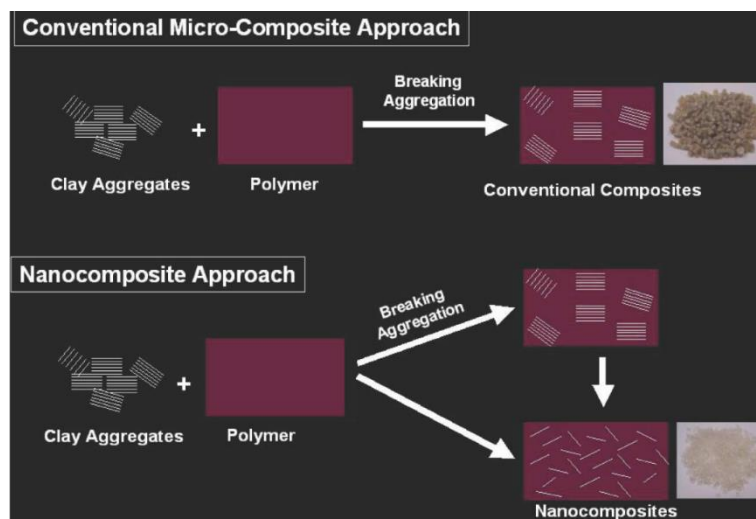 Conventional Micro-Composite Approach
Breaking
Aggregation
+
Clay Aggregates
Polymer
Conventional Composites
Nanocomposite Approach
Breaking
Aggregation
+
Clay Aggregates
Polymer
Nanocomposites